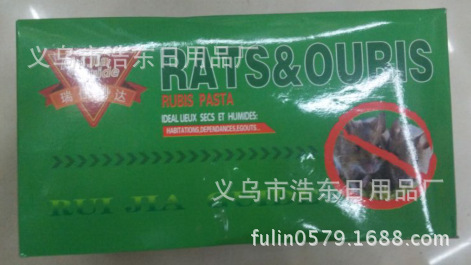 义乌市浩东日用品厂
RATS&OURIS
RUBIS PASTA
IDEAL LIEUX SECS ET HUMIDES:
HABITATIONS,DEPENDANCES,EGOUTS...
义乌市浩东日用品厂
RUI JIA
fulin0579.1688.com